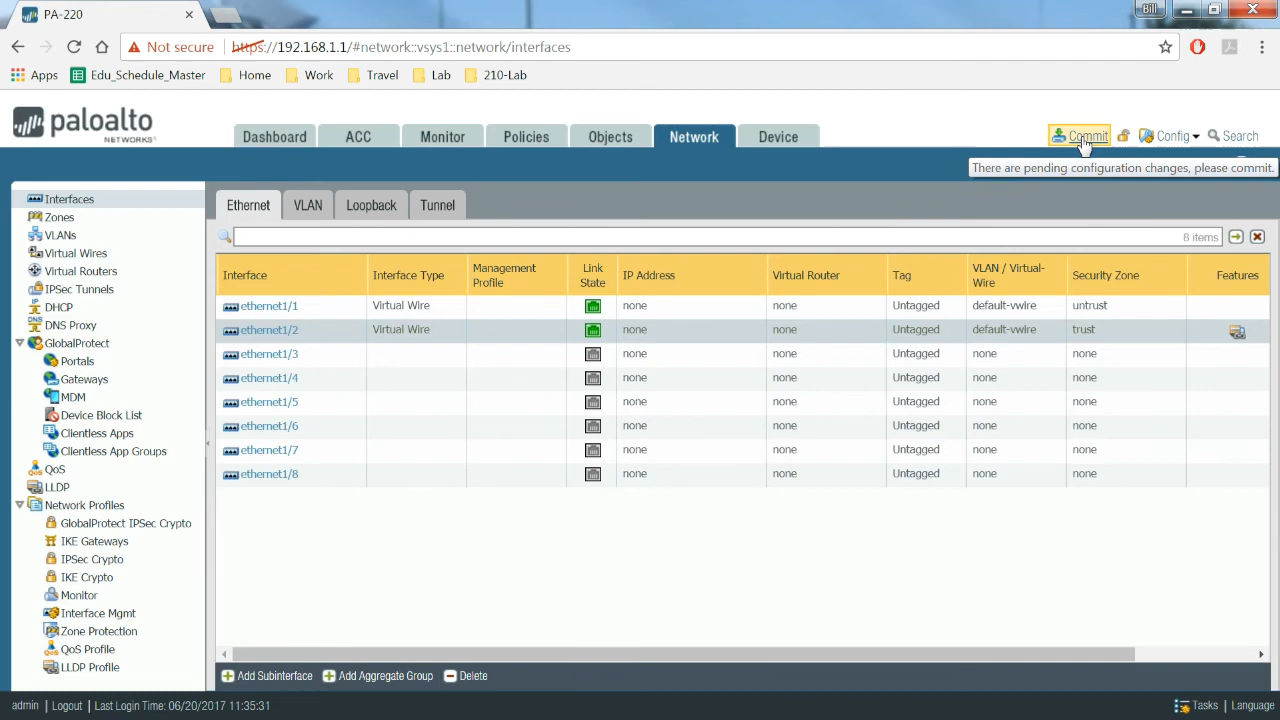 PA-220
Bill
Not secure https://192.168.1.1/#network::vsys1::network/interfaces
Apps Edu_Schedule_Master Home Work Travel Lab 210-Lab
paloalto
NETWORKS®
Dashboard ACC Monitor Policies Objects Network Device
Commit Config Search
There are pending configuration changes, please commit.
Interfaces
Zones
VLANs
Virtual Wires
Virtual Routers
IPSec Tunnels
DHCP
DNS Proxy
GlobalProtect
Portals
Gateways
MDM
Device Block List
Clientless Apps
Clientless App Groups
QoS
LLDP
Network Profiles
GlobalProtect IPSec Crypto
IKE Gateways
IPSec Crypto
IKE Crypto
Monitor
Interface Mgmt
Zone Protection
QoS Profile
LLDP Profile
Ethernet VLAN Loopback Tunnel
8 items
Interface Interface Type Management Profile Link State IP Address Virtual Router Tag VLAN / Virtual-Wire Security Zone Features
ethernet1/1 Virtual Wire none none Untagged default-vwire untrust
ethernet1/2 Virtual Wire none none Untagged default-vwire trust
ethernet1/3 none none Untagged none none
ethernet1/4 none none Untagged none none
ethernet1/5 none none Untagged none none
ethernet1/6 none none Untagged none none
ethernet1/7 none none Untagged none none
ethernet1/8 none none Untagged none none
Add Subinterface Add Aggregate Group Delete
admin | Logout | Last Login Time: 06/20/2017 11:35:31
Tasks | Language